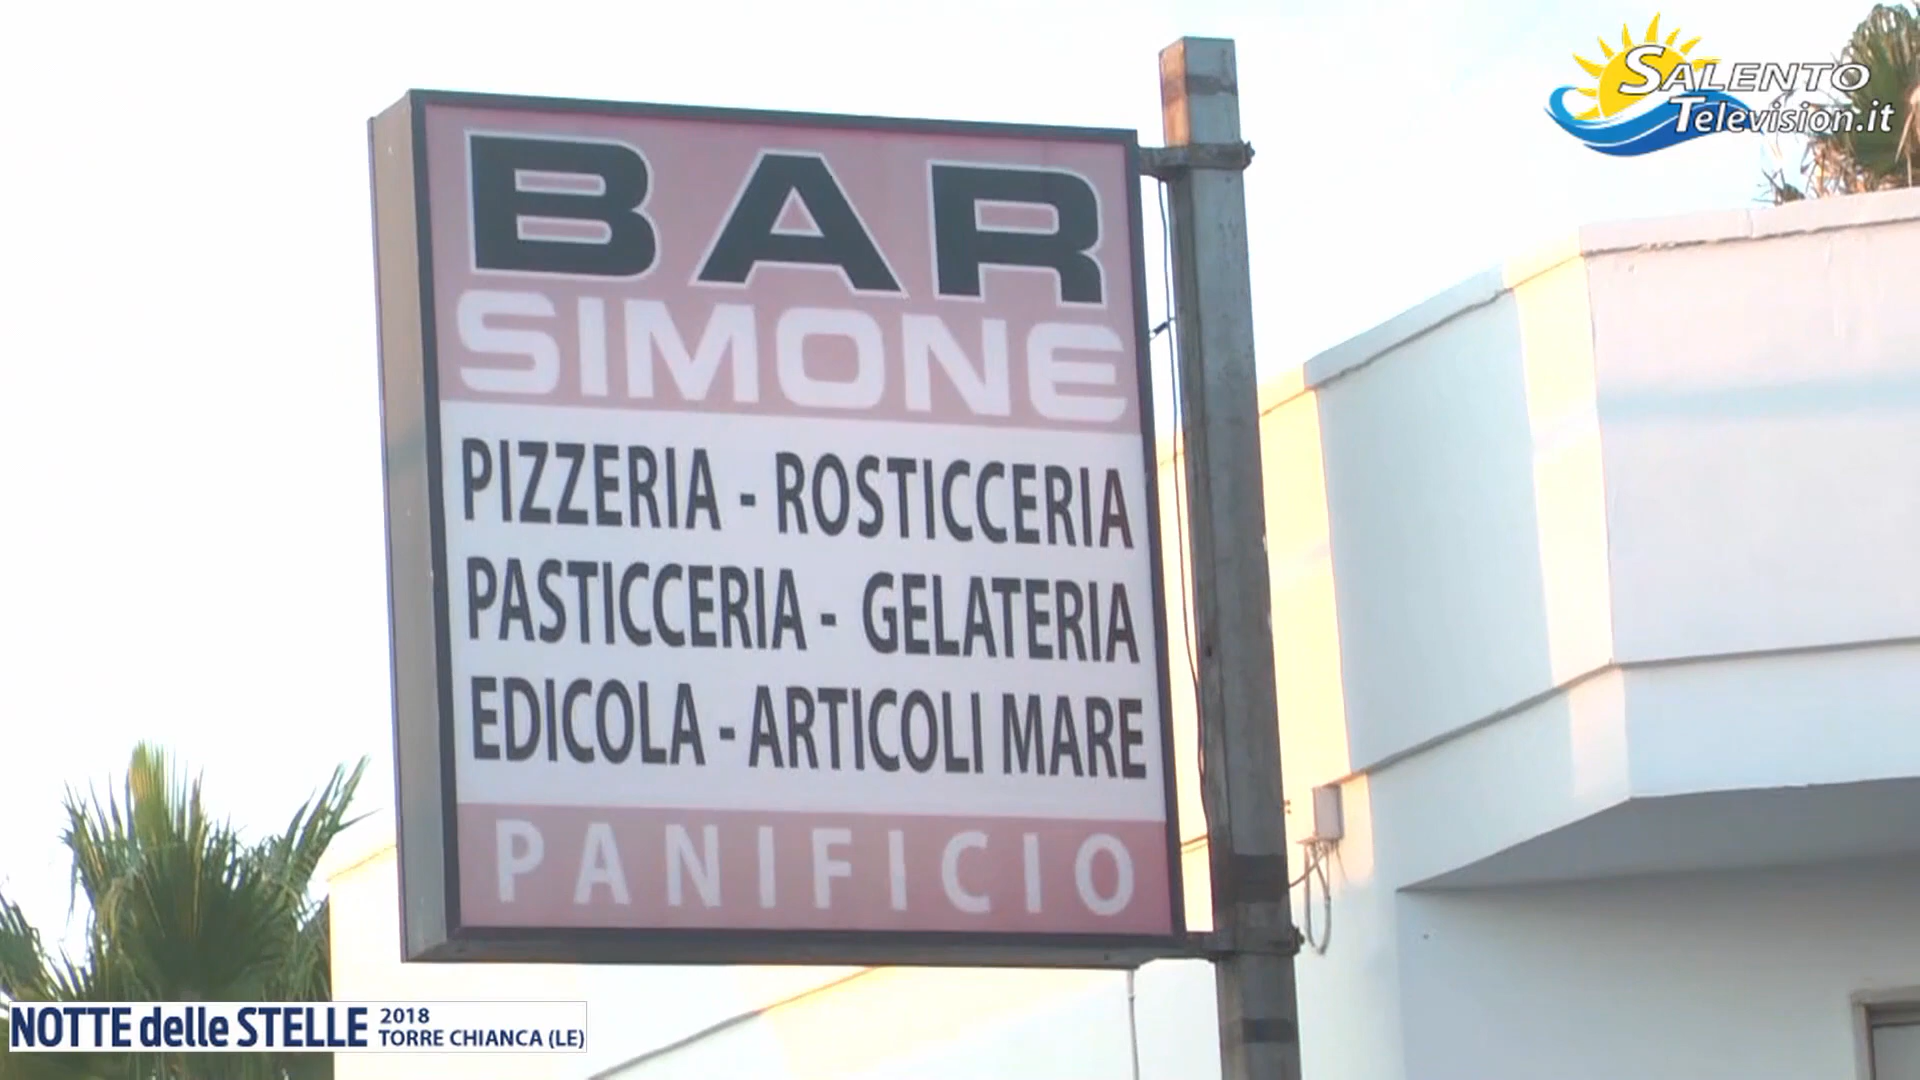 SALENTO
Television.it
BAR
SIMONE
PIZZERIA - ROSTICCERIA
PASTICCERIA - GELATERIA
EDICOLA - ARTICOLI MARE
PANIFICIO
NOTTE delle STELLE
2018
TORRE CHIANCA (LE)